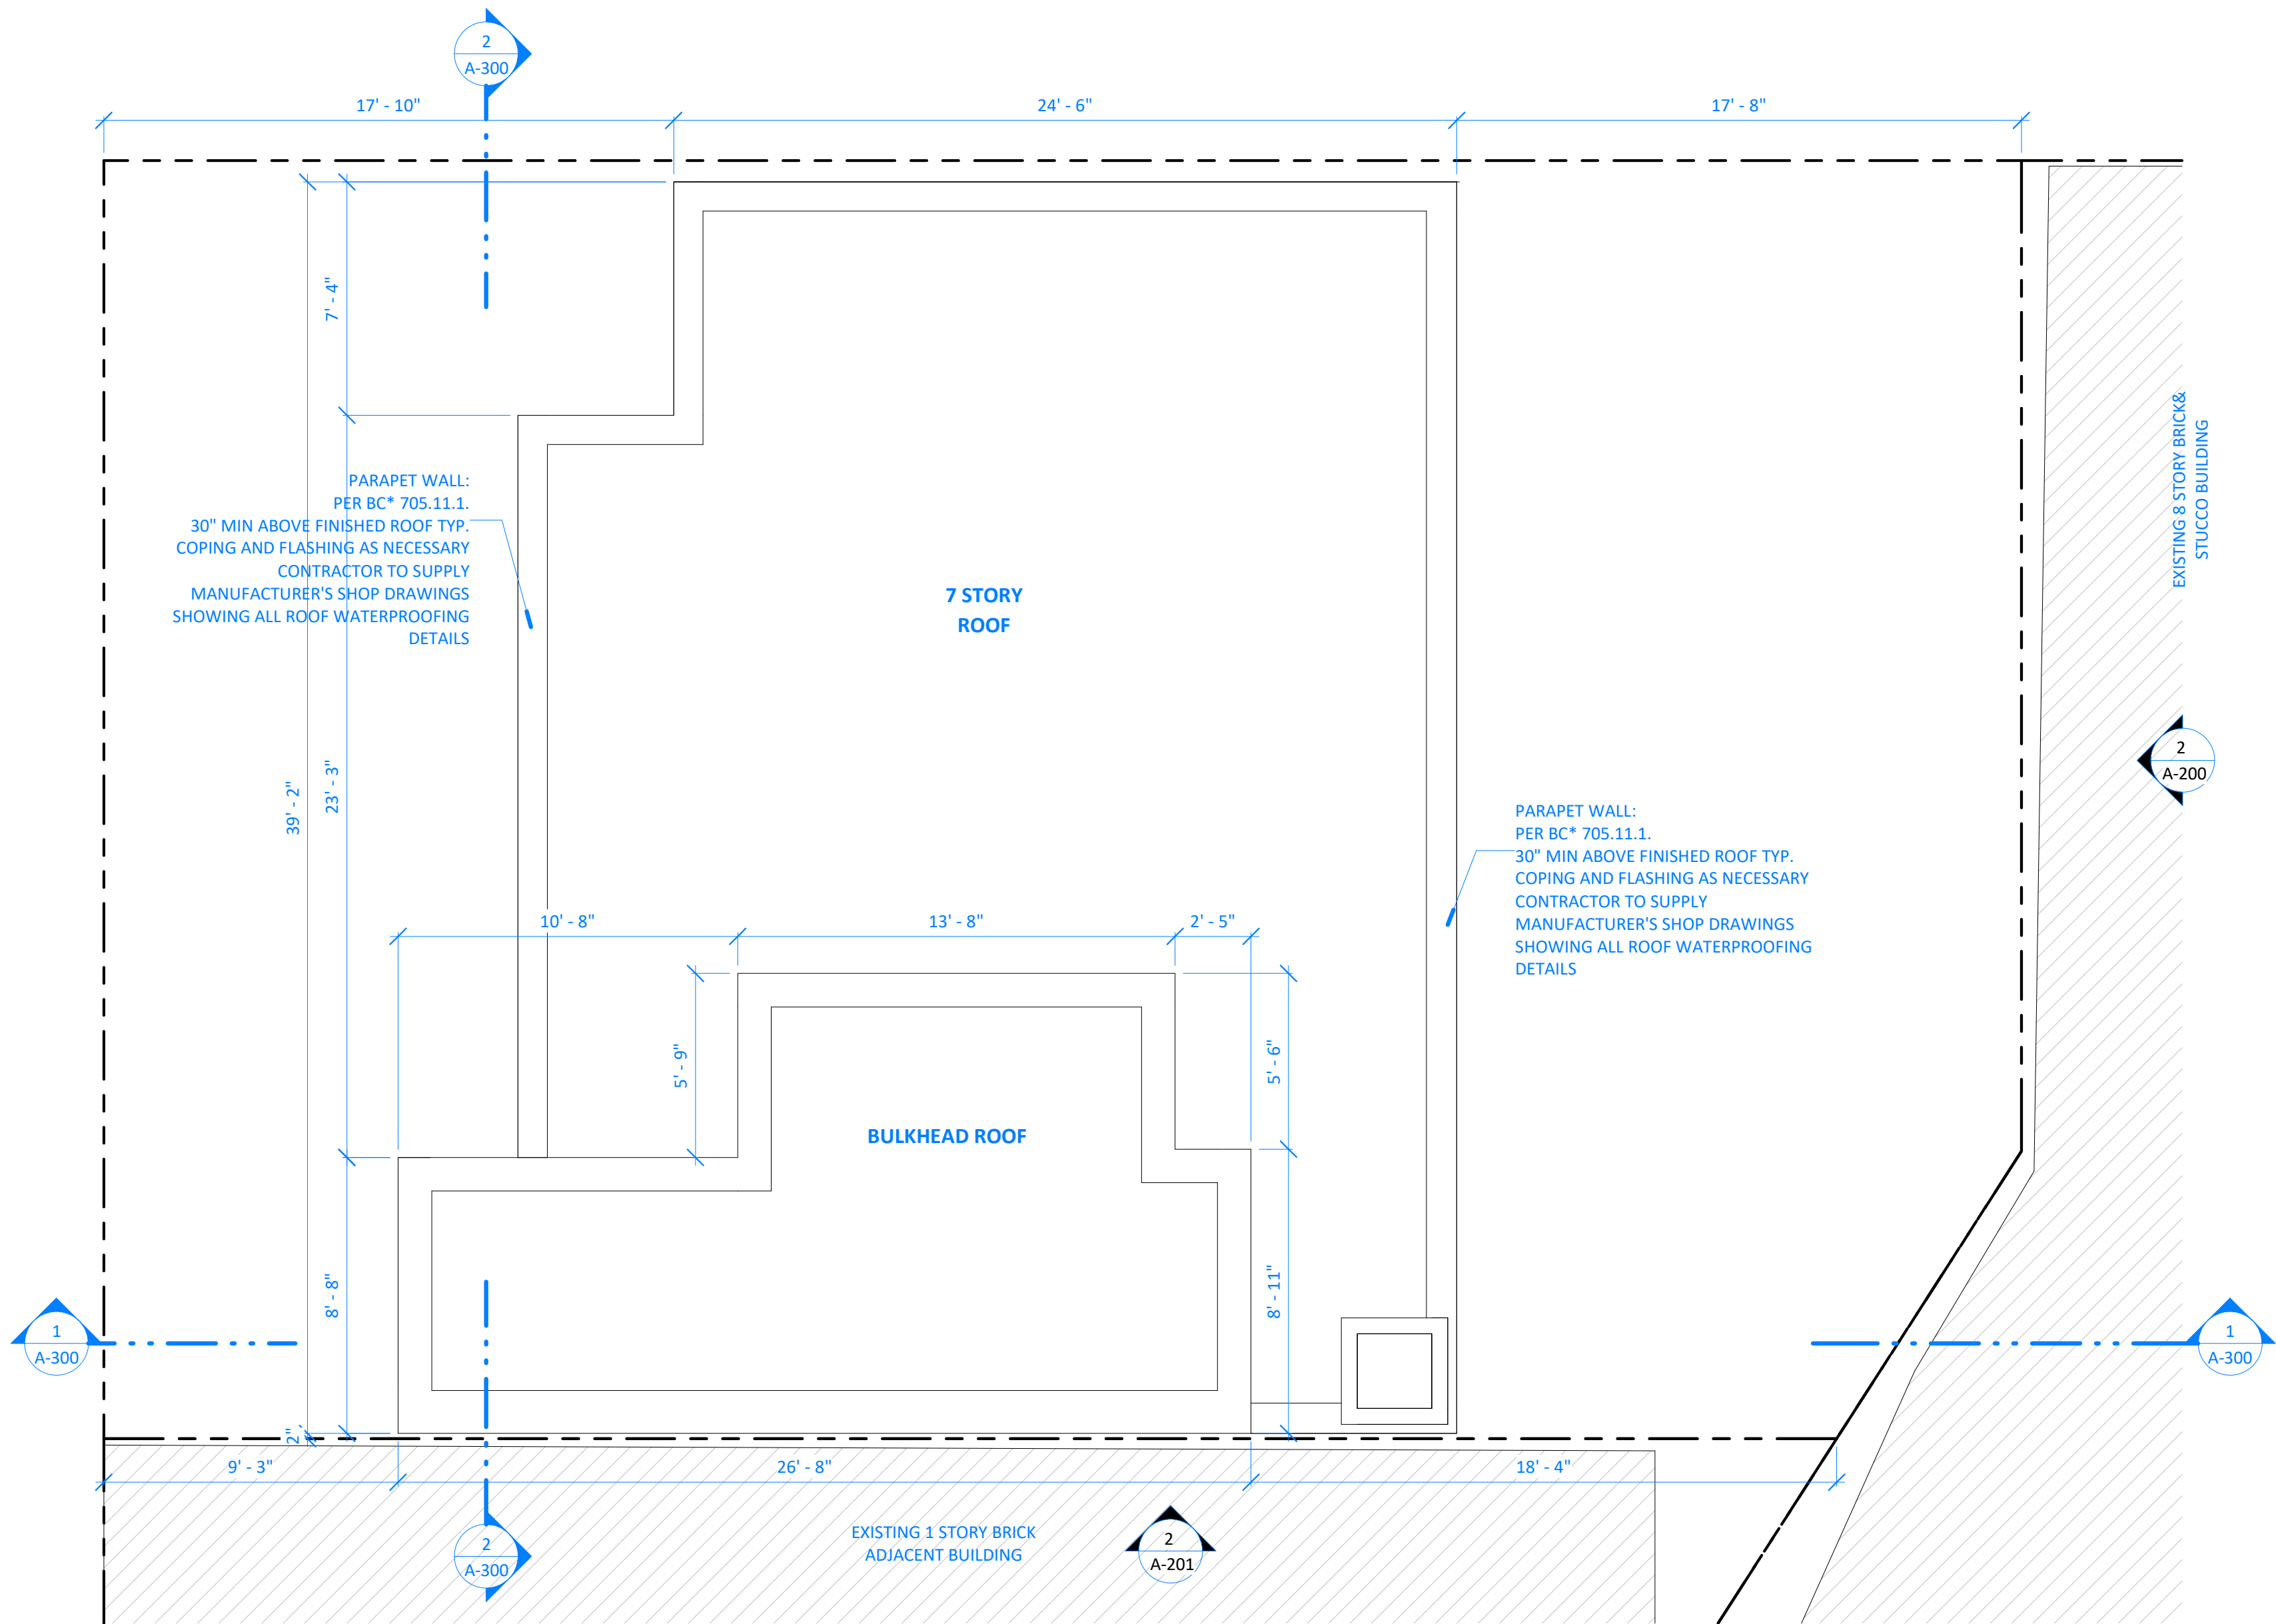 2
A-300
17' - 10"
24' - 6"
17' - 8"
7' - 4"
39' - 2"
23' - 3"
8' - 8"
2"
PARAPET WALL:
PER BC* 705.11.1.
30" MIN ABOVE FINISHED ROOF TYP.
COPING AND FLASHING AS NECESSARY
CONTRACTOR TO SUPPLY
MANUFACTURER'S SHOP DRAWINGS
SHOWING ALL ROOF WATERPROOFING
DETAILS
7 STORY
ROOF
EXISTING 8 STORY BRICK&
STUCCO BUILDING
2
A-200
PARAPET WALL:
PER BC* 705.11.1.
30" MIN ABOVE FINISHED ROOF TYP.
COPING AND FLASHING AS NECESSARY
CONTRACTOR TO SUPPLY
MANUFACTURER'S SHOP DRAWINGS
SHOWING ALL ROOF WATERPROOFING
DETAILS
10' - 8"
13' - 8"
2' - 5"
5' - 9"
5' - 6"
BULKHEAD ROOF
8' - 11"
1
A-300
1
A-300
9' - 3"
26' - 8"
18' - 4"
2
A-300
EXISTING 1 STORY BRICK
ADJACENT BUILDING
2
A-201